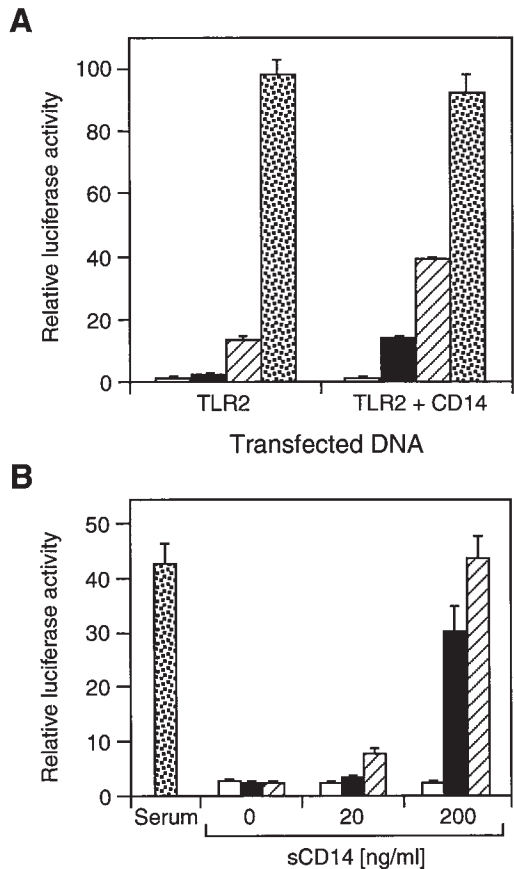 A
Relative luciferase activity
100
80
60
40
20
0
TLR2
TLR2 + CD14
Transfected DNA
B
Relative luciferase activity
50
40
30
20
10
0
Serum
0
20
200
sCD14 [ng/ml]